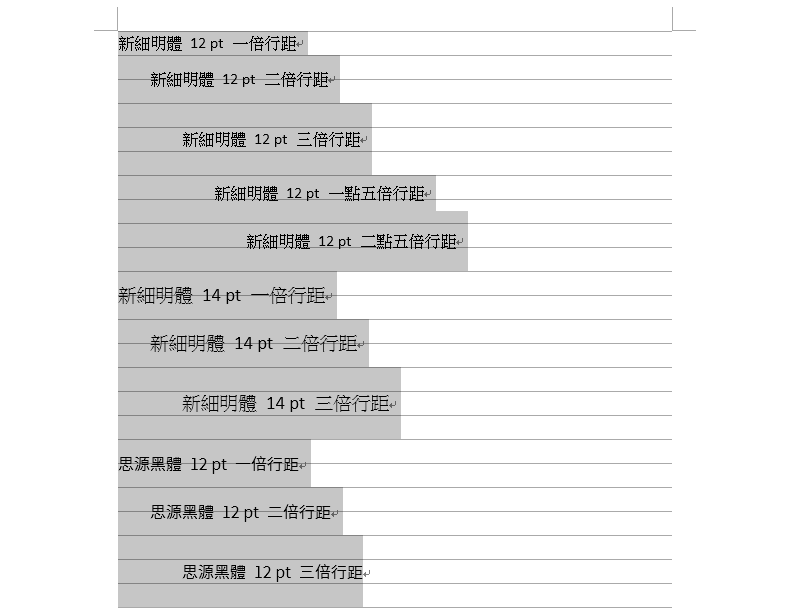 新細明體 12 pt 一倍行距
新細明體 12 pt 二倍行距
新細明體 12 pt 三倍行距
新細明體 12 pt 一點五倍行距
新細明體 12 pt 二點五倍行距
新細明體 14 pt 一倍行距
新細明體 14 pt 二倍行距
新細明體 14 pt 三倍行距
思源黑體 12 pt 一倍行距
思源黑體 12 pt 二倍行距
思源黑體 12 pt 三倍行距